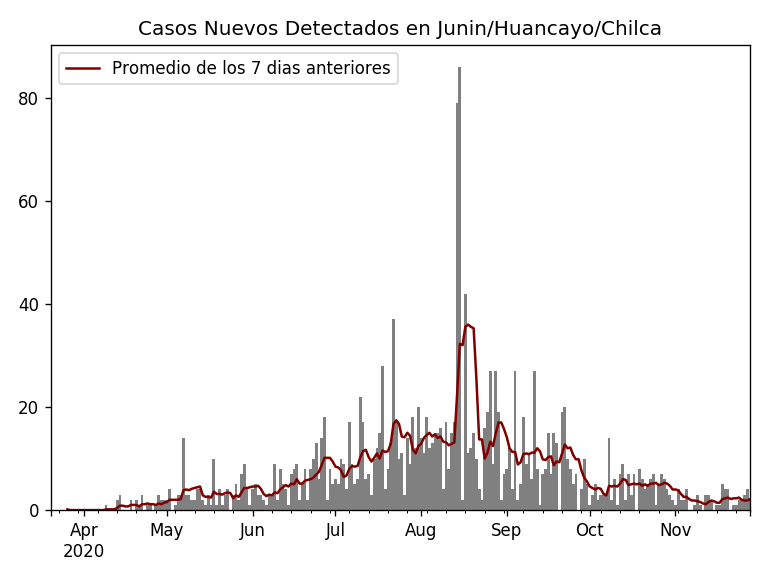 Casos Nuevos Detectados en Junin/Huancayo/Chilca
Promedio de los 7 dias anteriores
80
60
40
20
0
Apr May Jun Jul Aug Sep Oct Nov
2020